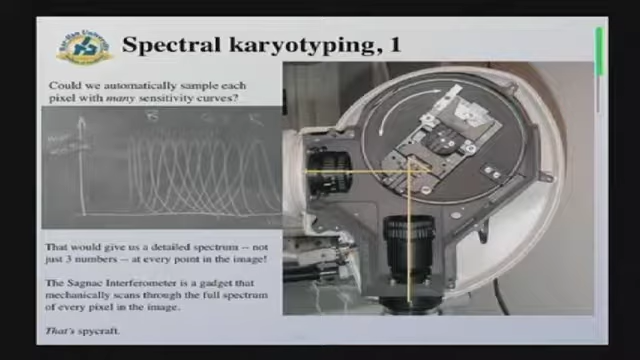 Spectral karyotyping, 1
Could we automatically sample each
pixel with many sensitivity curves?
B
That would give us a detailed spectrum -- not
just 3 numbers -- at every point in the image!
The Sagnac Interferometer is a gadget that
mechanically scans through the full spectrum
of every pixel in the image.
That's spycraft.